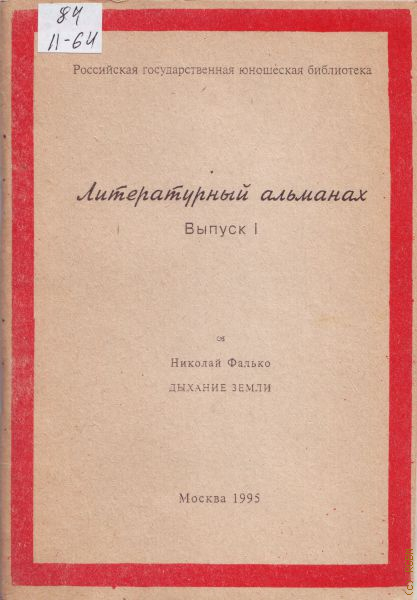 84
Л-64
Российская государственная юношеская библиотека
Литературный альманах
Выпуск I
Николай Фалько
ДЫХАНИЕ ЗЕМЛИ
Москва 1995